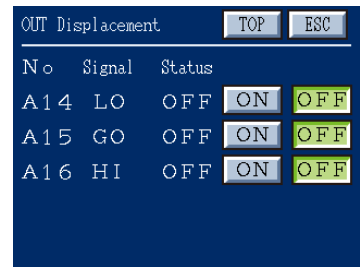 OUT Displacement TOP ESC
No Signal Status
A14 LO OFF ON OFF
A15 GO OFF ON OFF
A16 HI OFF ON OFF